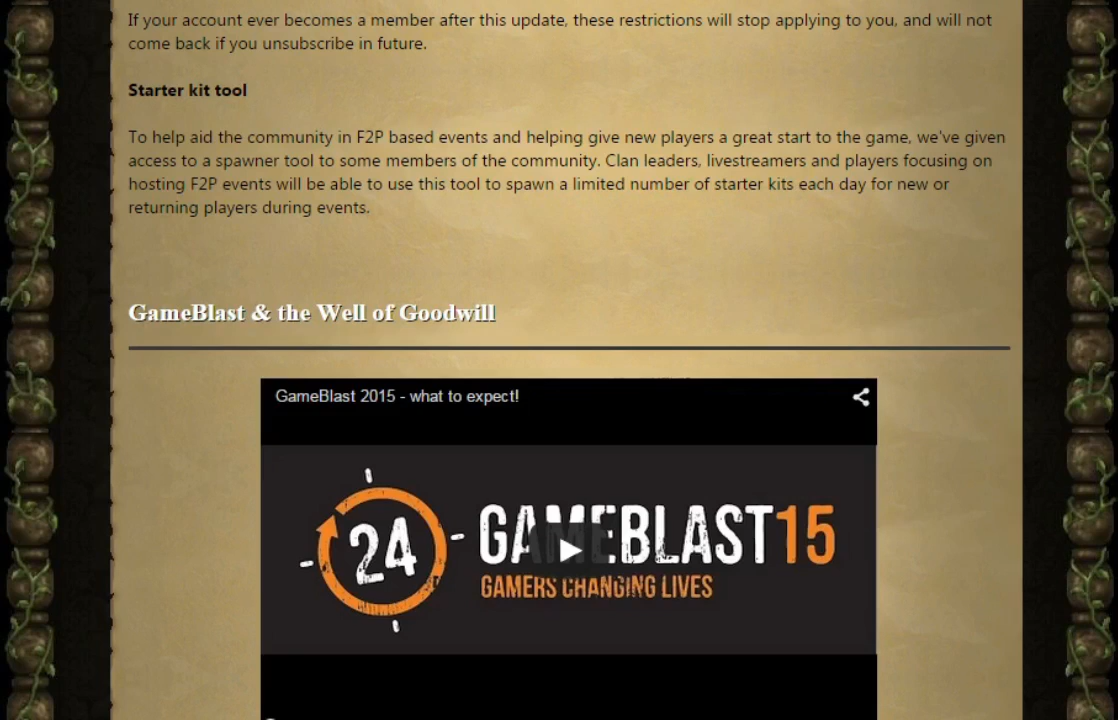 If your account ever becomes a member after this update, these restrictions will stop applying to you, and will not
come back if you unsubscribe in future.
Starter kit tool
To help aid the community in F2P based events and helping give new players a great start to the game, we've given
access to a spawner tool to some members of the community. Clan leaders, livestreamers and players focusing on
hosting F2P events will be able to use this tool to spawn a limited number of starter kits each day for new or
returning players during events.
GameBlast & the Well of Goodwill
GameBlast 2015 - what to expect!
24
GAMEBLAST15
GAMERS CHANGING LIVES